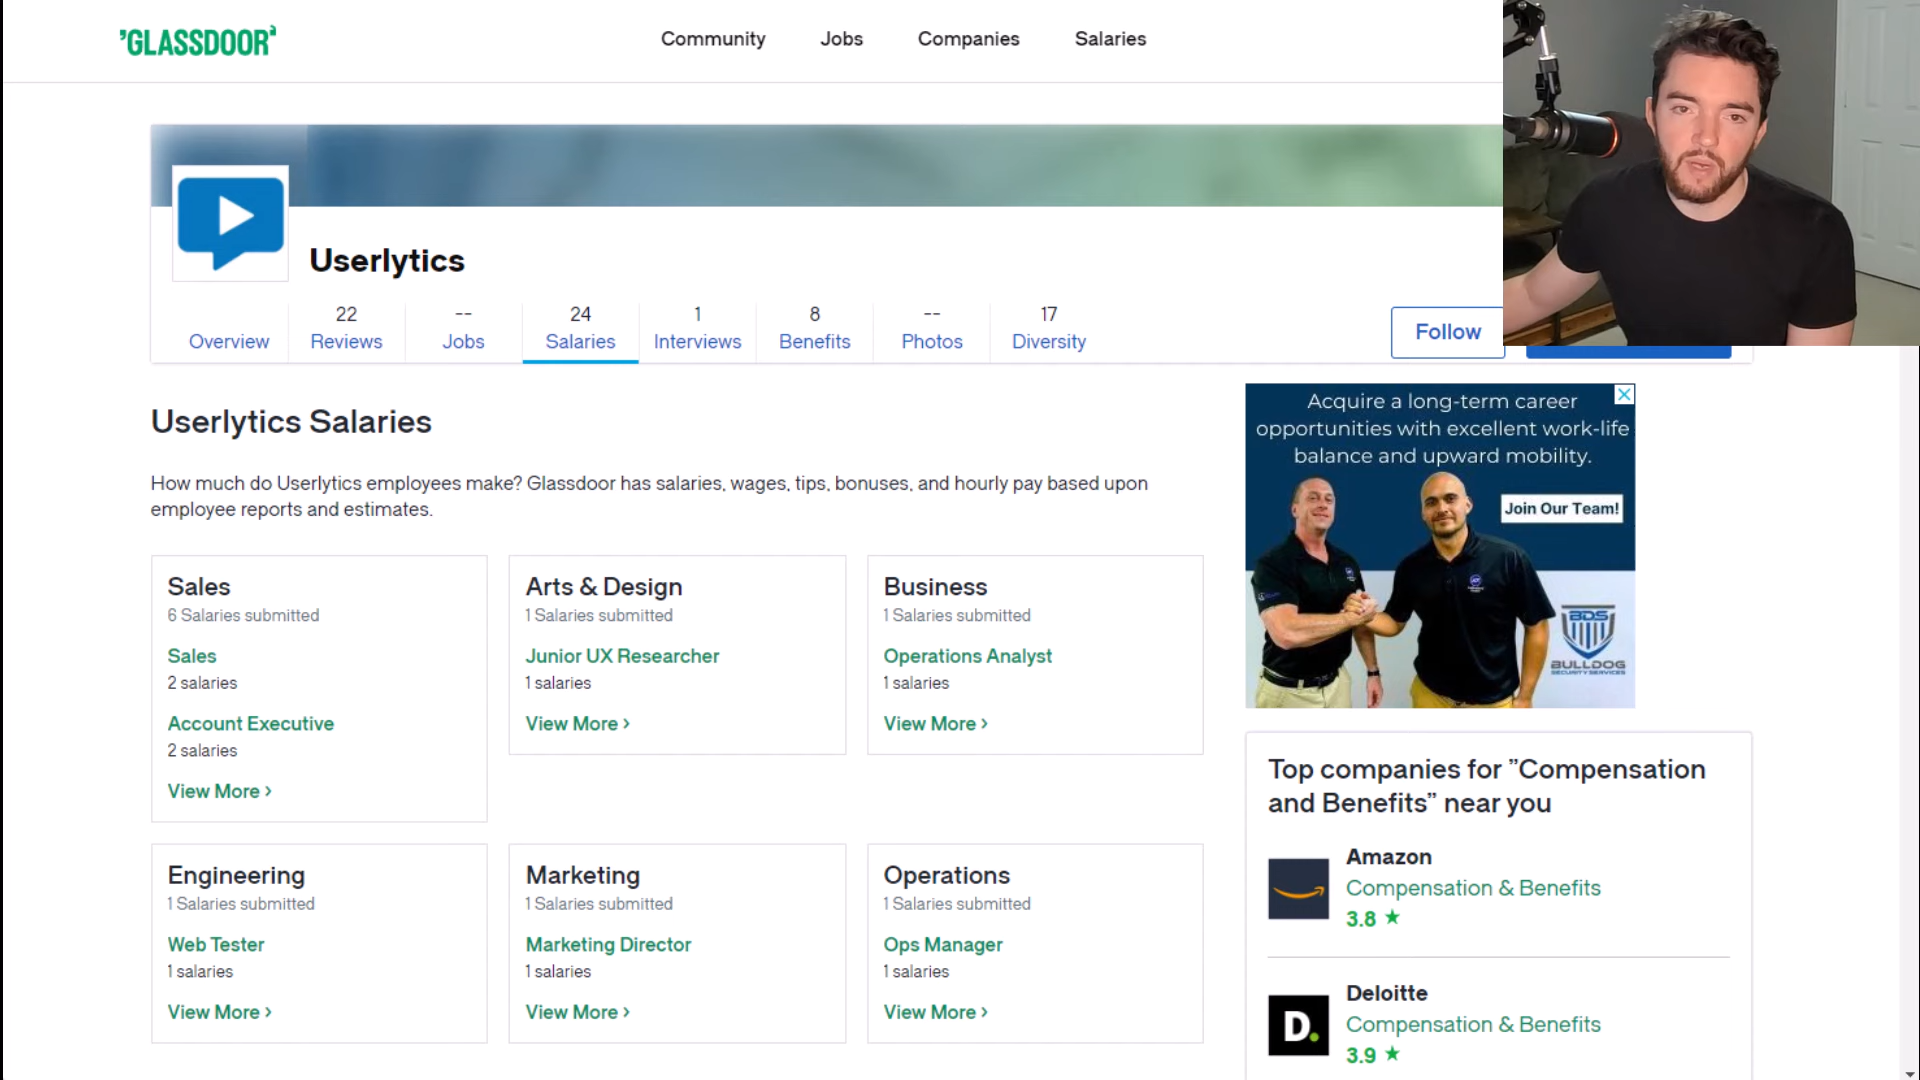 GLASSDOOR
Community
Jobs
Companies
Salaries
Userlytics
Overview
22
Reviews
--
Jobs
24
Salaries
1
Interviews
8
Benefits
--
Photos
17
Diversity
Follow
Userlytics Salaries
How much do Userlytics employees make? Glassdoor has salaries, wages, tips, bonuses, and hourly pay based upon
employee reports and estimates.
Sales
6 Salaries submitted
Sales
2 salaries
Account Executive
2 salaries
View More ›
Arts & Design
1 Salaries submitted
Junior UX Researcher
1 salaries
View More ›
Business
1 Salaries submitted
Operations Analyst
1 salaries
View More ›
Engineering
1 Salaries submitted
Web Tester
1 salaries
View More ›
Marketing
1 Salaries submitted
Marketing Director
1 salaries
View More ›
Operations
1 Salaries submitted
Ops Manager
1 salaries
View More ›
Acquire a long-term career
opportunities with excellent work-life
balance and upward mobility.
Join Our Team!
BDS
BULLDOG
SECURITY SERVICES
Top companies for ”Compensation
and Benefits” near you
Amazon
Compensation & Benefits
3.8 ★
D.
Deloitte
Compensation & Benefits
3.9 ★